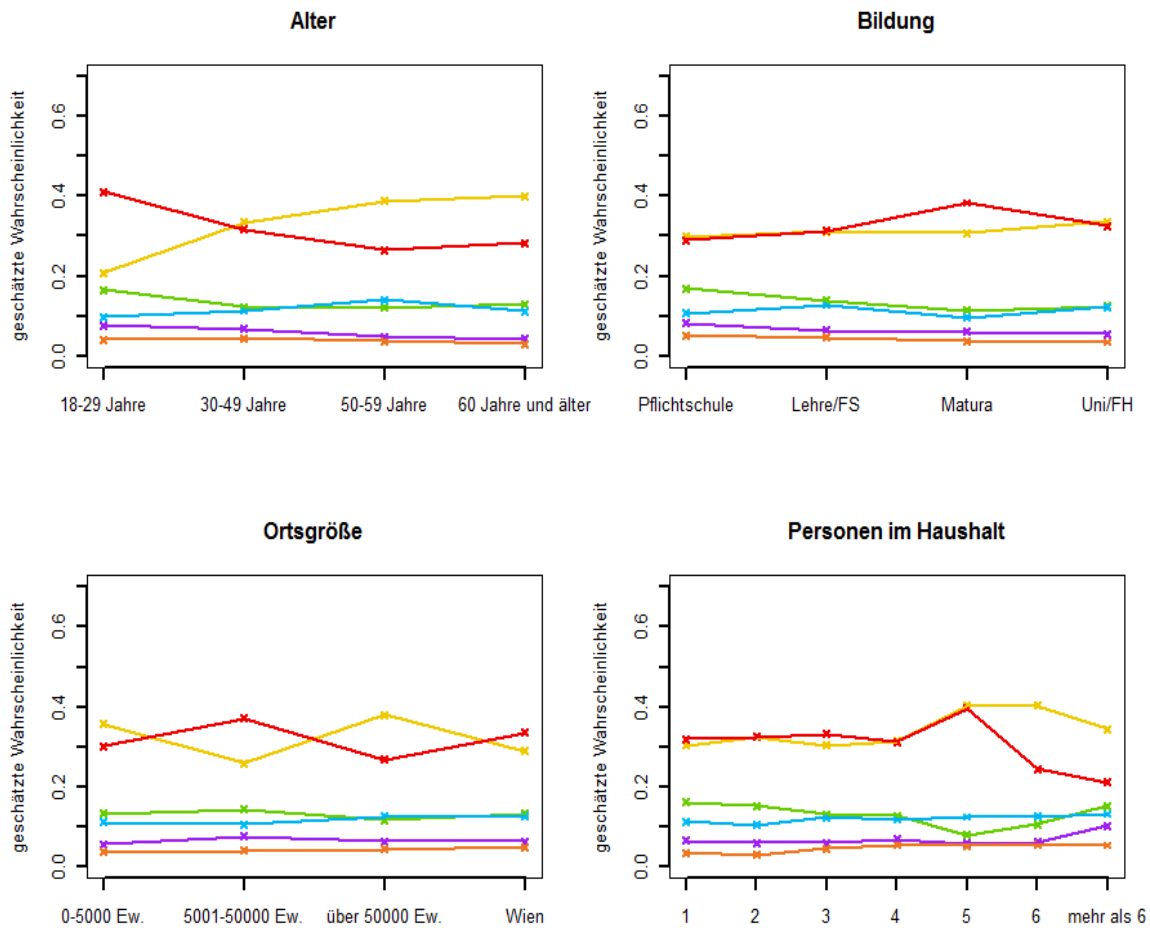 Alter
geschätzte Wahrscheinlichkeit
0.6
0.4
0.2
0.0
18-29 Jahre
30-49 Jahre
50-59 Jahre
60 Jahre und älter
Bildung
geschätzte Wahrscheinlichkeit
0.6
0.4
0.2
0.0
Pflichtschule
Lehre/FS
Matura
Uni/FH
Ortsgröße
geschätzte Wahrscheinlichkeit
0.6
0.4
0.2
0.0
0-5000 Ew.
5001-50000 Ew.
über 50000 Ew.
Wien
Personen im Haushalt
geschätzte Wahrscheinlichkeit
0.6
0.4
0.2
0.0
1
2
3
4
5
6
mehr als 6